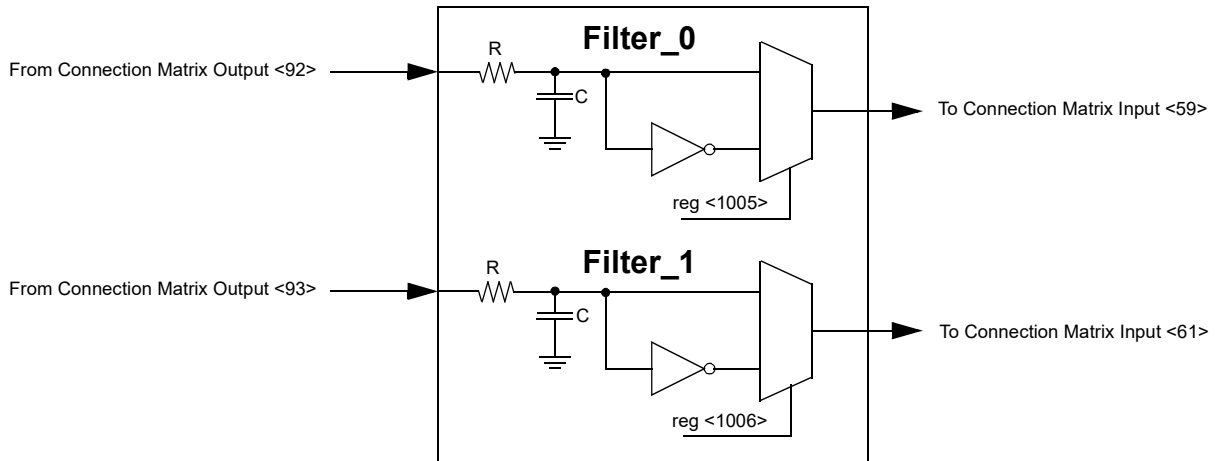 Filter_0
R
From Connection Matrix Output <92>
C
To Connection Matrix Input <59>
reg <1005>
Filter_1
R
From Connection Matrix Output <93>
C
To Connection Matrix Input <61>
reg <1006>